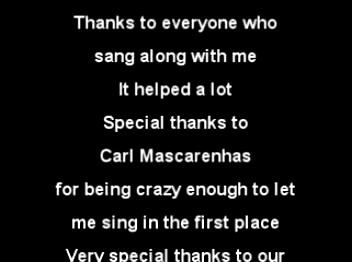 Thanks to everyone who
sang along with me
It helped a lot
Special thanks to
Carl Mascarenhas
for being crazy enough to let
me sing in the first place
Very special thanks to our